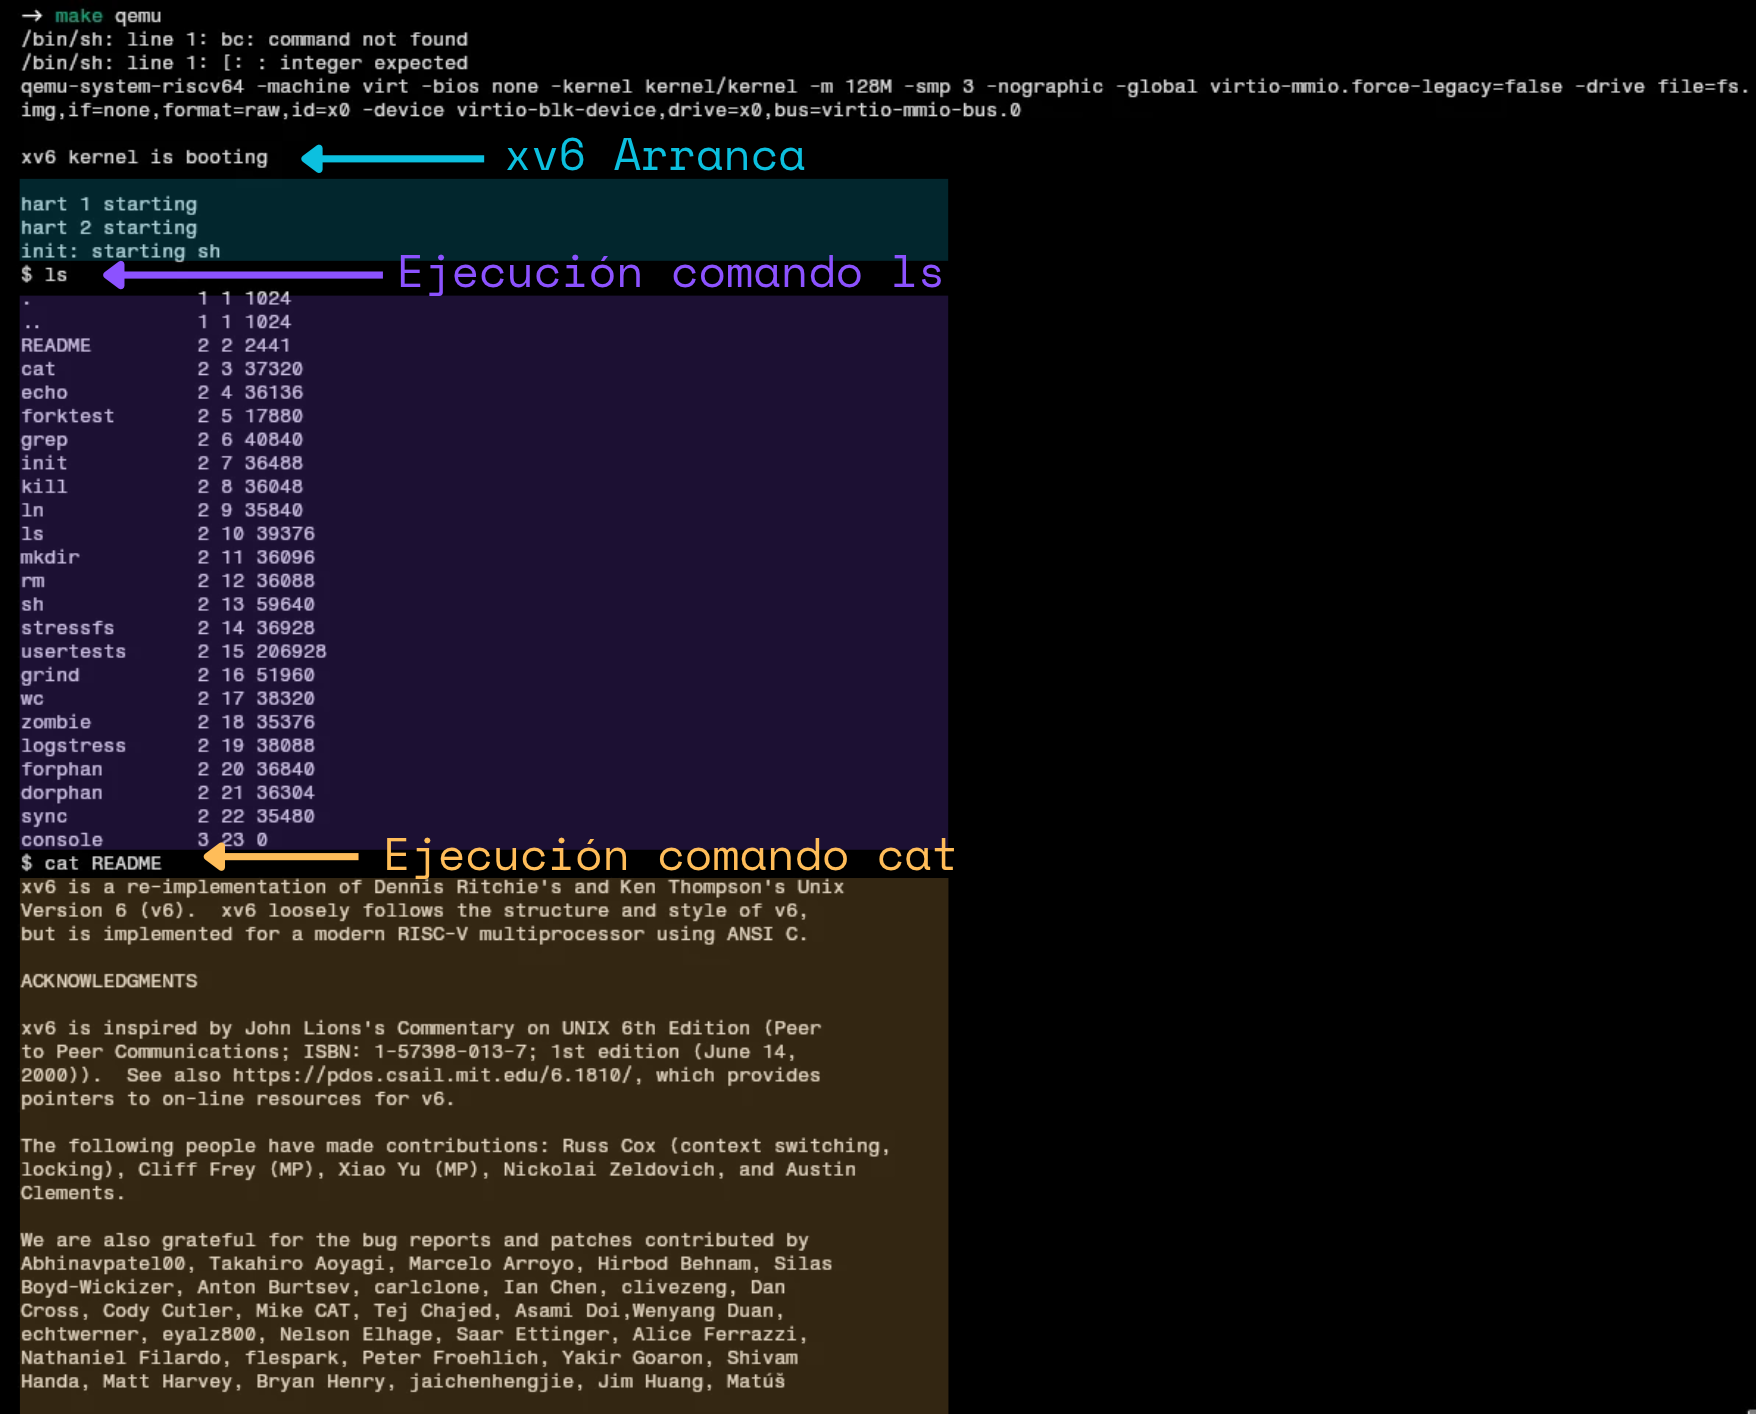 → make qemu
/bin/sh: line 1: bc: command not found
/bin/sh: line 1: [: : integer expected
qemu-system-riscv64 -machine virt -bios none -kernel kernel/kernel -m 128M -smp 3 -nographic -global virtio-mmio.force-legacy=false -drive file=fs.
img,if=none,format=raw,id=x0 -device virtio-blk-device,drive=x0,bus=virtio-mmio-bus.0
xv6 kernel is booting xv6 Arranca
hart 1 starting
hart 2 starting
init: starting sh
$ ls Ejecución comando ls
. 1 1 1024
.. 1 1 1024
README 2 2 2441
cat 2 3 37320
echo 2 4 36136
forktest 2 5 17880
grep 2 6 40840
init 2 7 36488
kill 2 8 36048
ln 2 9 35840
ls 2 10 39376
mkdir 2 11 36096
rm 2 12 36088
sh 2 13 59640
stressfs 2 14 36928
usertests 2 15 206928
grind 2 16 51960
wc 2 17 38320
zombie 2 18 35376
logstress 2 19 38088
forphan 2 20 36840
dorphan 2 21 36304
sync 2 22 35480
console 3 23 0
$ cat README Ejecución comando cat
xv6 is a re-implementation of Dennis Ritchie's and Ken Thompson's Unix
Version 6 (v6).  xv6 loosely follows the structure and style of v6,
but is implemented for a modern RISC-V multiprocessor using ANSI C.
ACKNOWLEDGMENTS
xv6 is inspired by John Lions's Commentary on UNIX 6th Edition (Peer
to Peer Communications; ISBN: 1-57398-013-7; 1st edition (June 14,
2000)).  See also https://pdos.csail.mit.edu/6.1810/, which provides
pointers to on-line resources for v6.
The following people have made contributions: Russ Cox (context switching,
locking), Cliff Frey (MP), Xiao Yu (MP), Nickolai Zeldovich, and Austin
Clements.
We are also grateful for the bug reports and patches contributed by
Abhinavpatel00, Takahiro Aoyagi, Marcelo Arroyo, Hirbod Behnam, Silas
Boyd-Wickizer, Anton Burtsev, carlclone, Ian Chen, clivezeng, Dan
Cross, Cody Cutler, Mike CAT, Tej Chajed, Asami Doi,Wenyang Duan,
echtwerner, eyalz800, Nelson Elhage, Saar Ettinger, Alice Ferrazzi,
Nathaniel Filardo, flespark, Peter Froehlich, Yakir Goaron, Shivam
Handa, Matt Harvey, Bryan Henry, jaichenhengjie, Jim Huang, Matúš